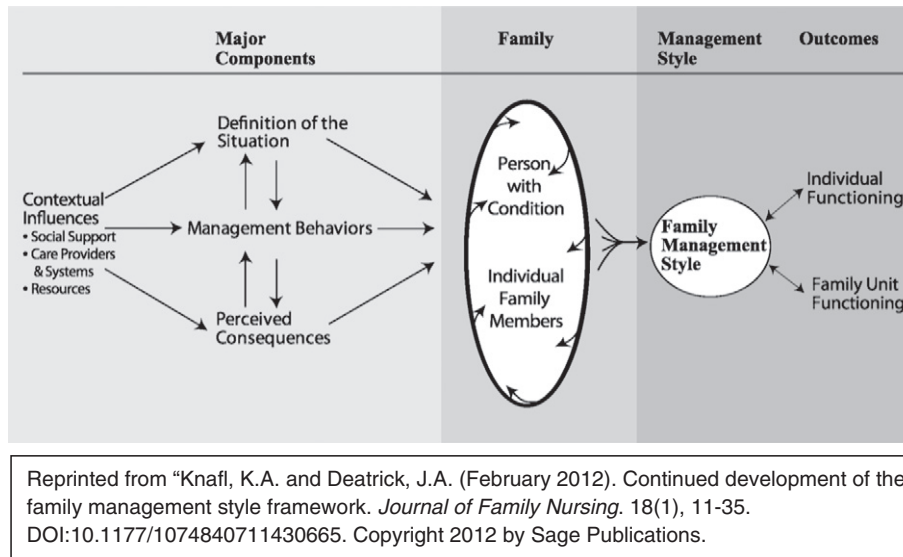 Major
Components
Family
Management
Style
Outcomes
Definition of the
Situation
Contextual
Influences
• Social Support
• Care Providers
& Systems
• Resources
Management Behaviors
Perceived
Consequences
Person
with
Condition
Individual
Family
Members
Family
Management
Style
Individual
Functioning
Family Unit
Functioning
Reprinted from “Knafl, K.A. and Deatrick, J.A. (February 2012). Continued development of the
family management style framework. Journal of Family Nursing. 18(1), 11-35.
DOI:10.1177/1074840711430665. Copyright 2012 by Sage Publications.